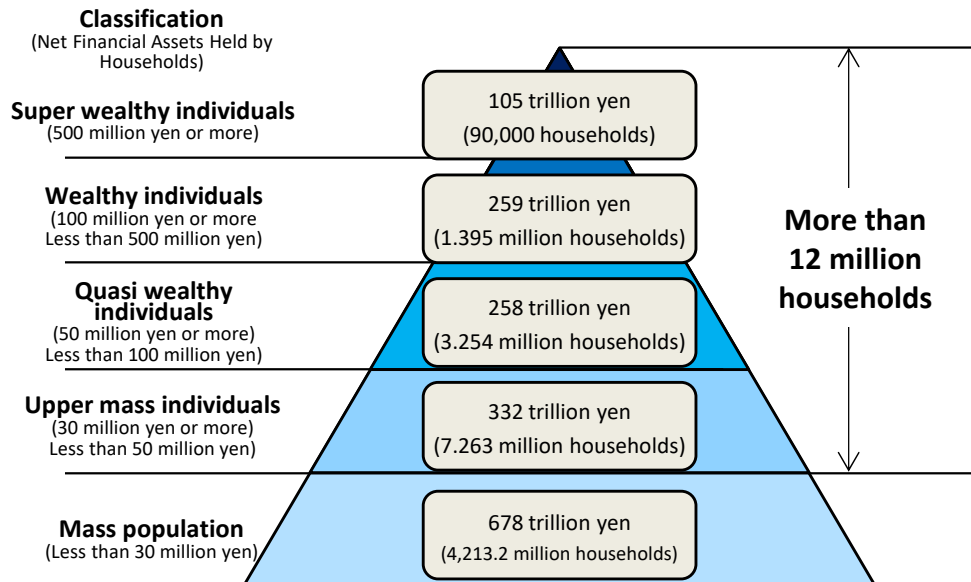 Classification
(Net Financial Assets Held by
Households)
Super wealthy individuals
(500 million yen or more)
105 trillion yen
(90,000 households)
Wealthy individuals
(100 million yen or more
Less than 500 million yen)
259 trillion yen
(1.395 million households)
Quasi wealthy
individuals
(50 million yen or more)
Less than 100 million yen)
258 trillion yen
(3.254 million households)
Upper mass individuals
(30 million yen or more)
Less than 50 million yen)
332 trillion yen
(7.263 million households)
Mass population
(Less than 30 million yen)
678 trillion yen
(4,213.2 million households)
More than
12 million
households